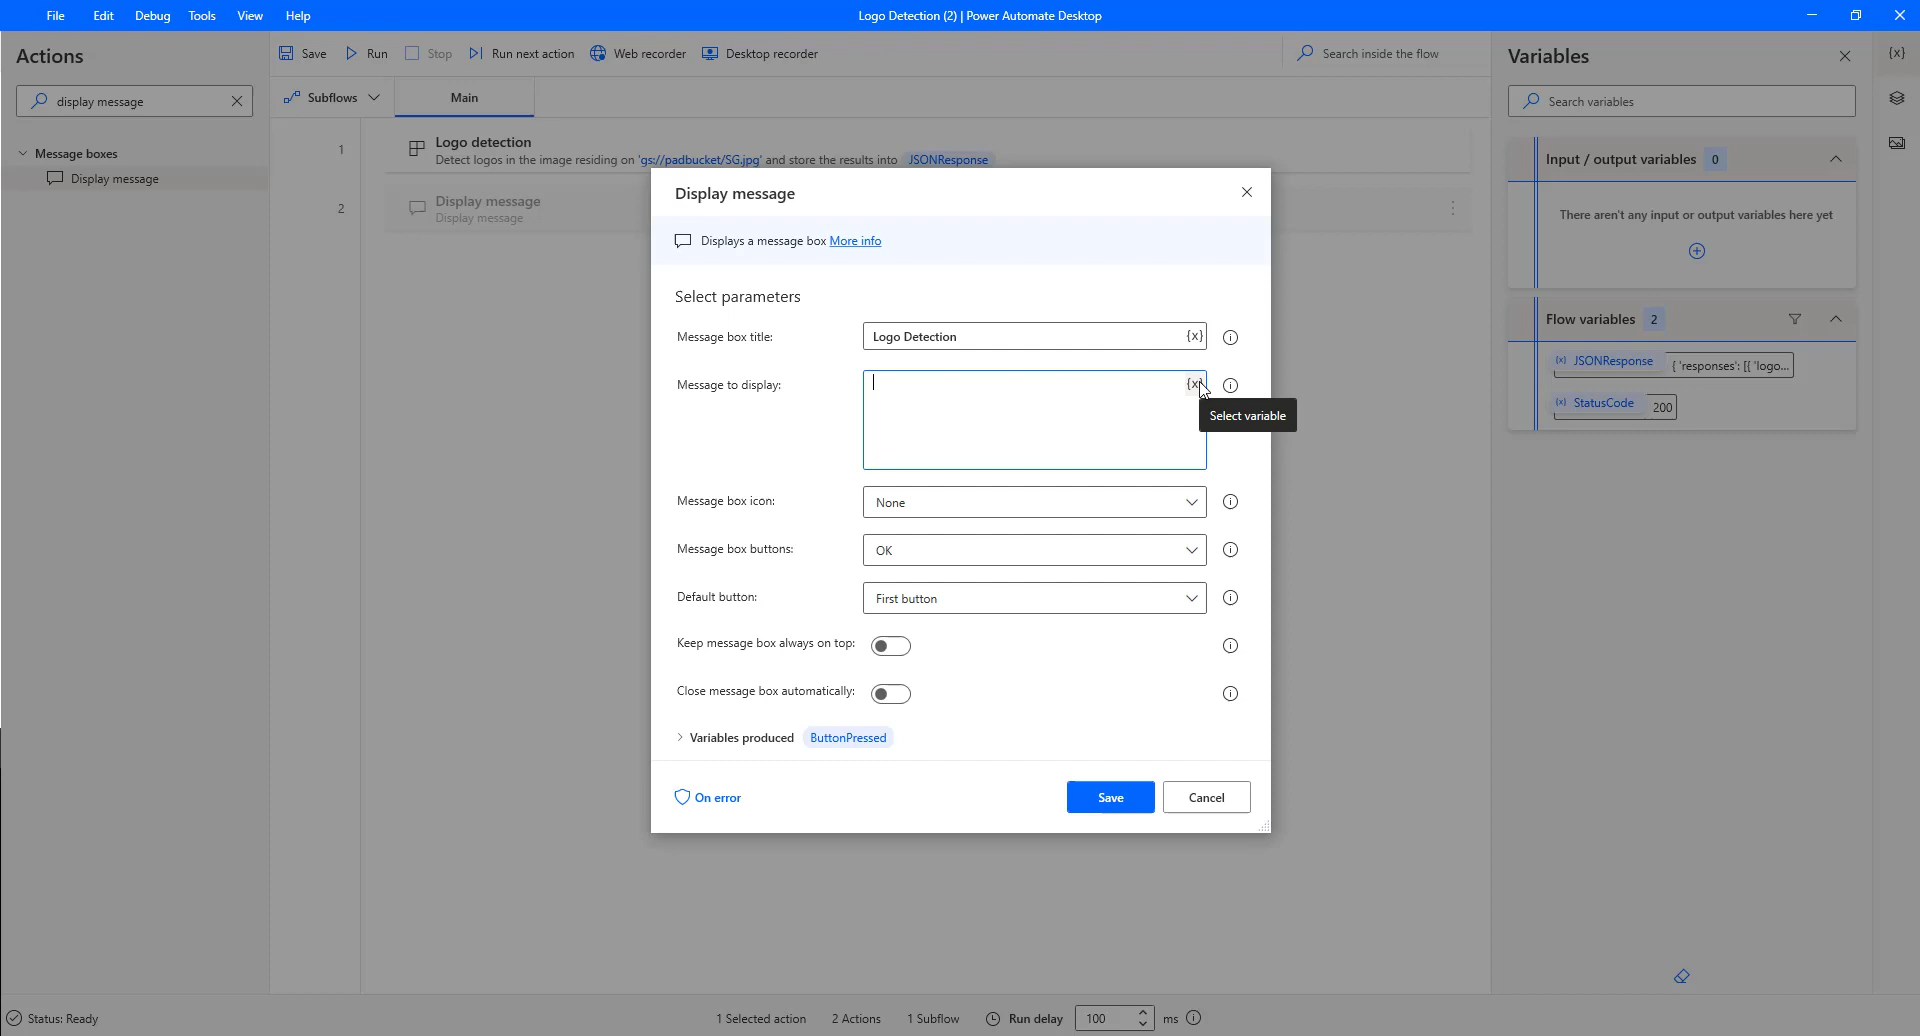 File Edit Debug Tools View Help Logo Detection (2) | Power Automate Desktop
Actions
display message
Message boxes
Display message
Save Run Stop Run next action Web recorder Desktop recorder Search inside the flow
Subflows Main
1 Logo detection
Detect logos in the image residing on 'gs://padbucket/SG.jpg' and store the results into JSONResponse
2 Display message
Display message
Display message
Displays a message box More info
Select parameters
Message box title: Logo Detection {x}
Message to display: {x}
Select variable
Message box icon: None
Message box buttons: OK
Default button: First button
Keep message box always on top:
Close message box automatically:
Variables produced ButtonPressed
On error Save Cancel
Variables {x}
Search variables
Input / output variables 0
There aren't any input or output variables here yet
Flow variables 2
{x} JSONResponse { 'responses': [[{ 'logo...
{x} StatusCode 200
Status: Ready 1 Selected action 2 Actions 1 Subflow Run delay 100 ms